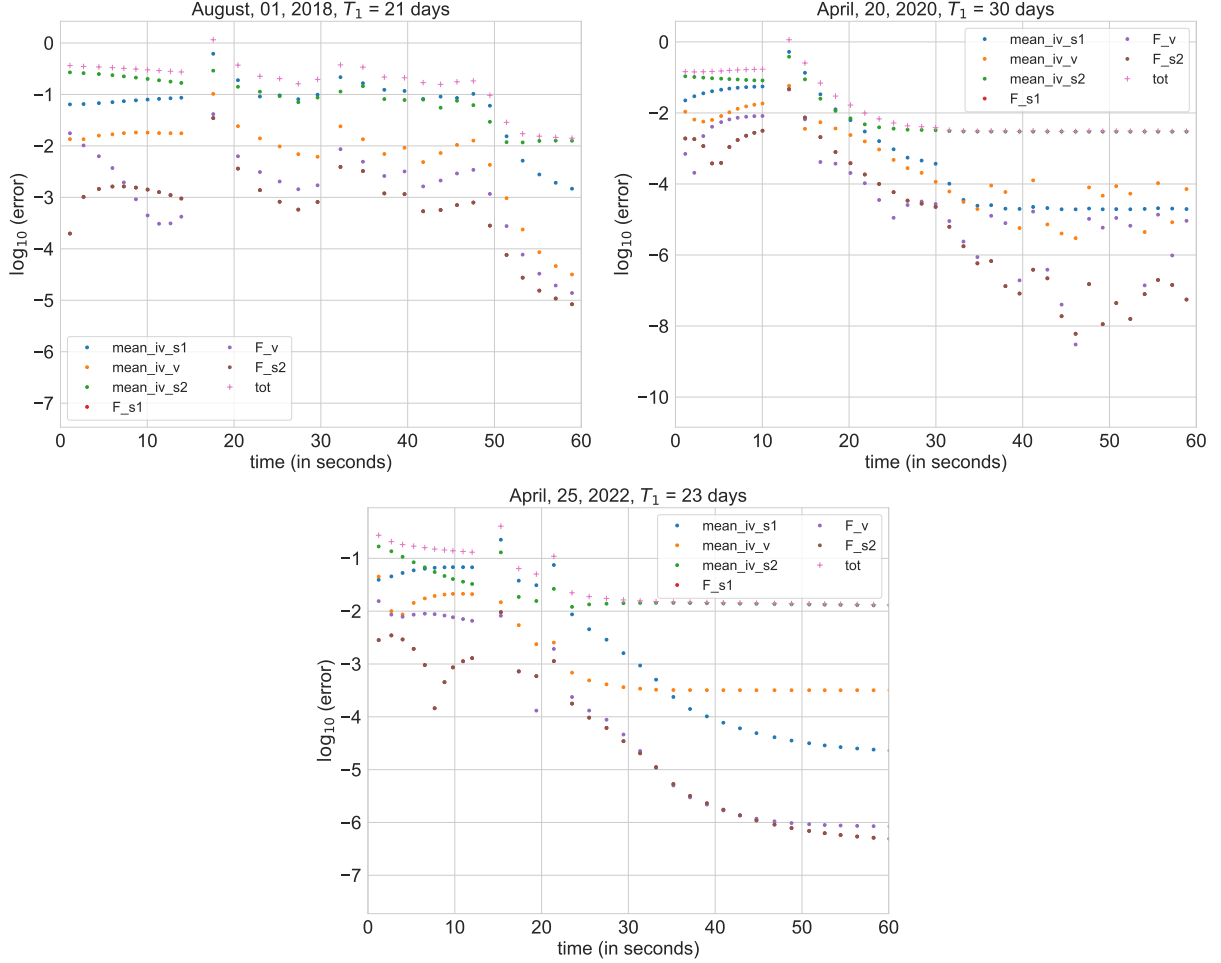 August, 01, 2018, T₁ = 21 days
log₁₀ (error)
0
−1
−2
−3
−4
−5
−6
−7
mean_iv_s1
mean_iv_v
mean_iv_s2
F_s1
F_v
F_s2
tot
0 10 20 30 40 50 60
time (in seconds)
April, 20, 2020, T₁ = 30 days
log₁₀ (error)
0
−2
−4
−6
−8
−10
mean_iv_s1
mean_iv_v
mean_iv_s2
F_s1
F_v
F_s2
tot
0 10 20 30 40 50 60
time (in seconds)
April, 25, 2022, T₁ = 23 days
log₁₀ (error)
−1
−2
−3
−4
−5
−6
−7
mean_iv_s1
mean_iv_v
mean_iv_s2
F_s1
F_v
F_s2
tot
0 10 20 30 40 50 60
time (in seconds)